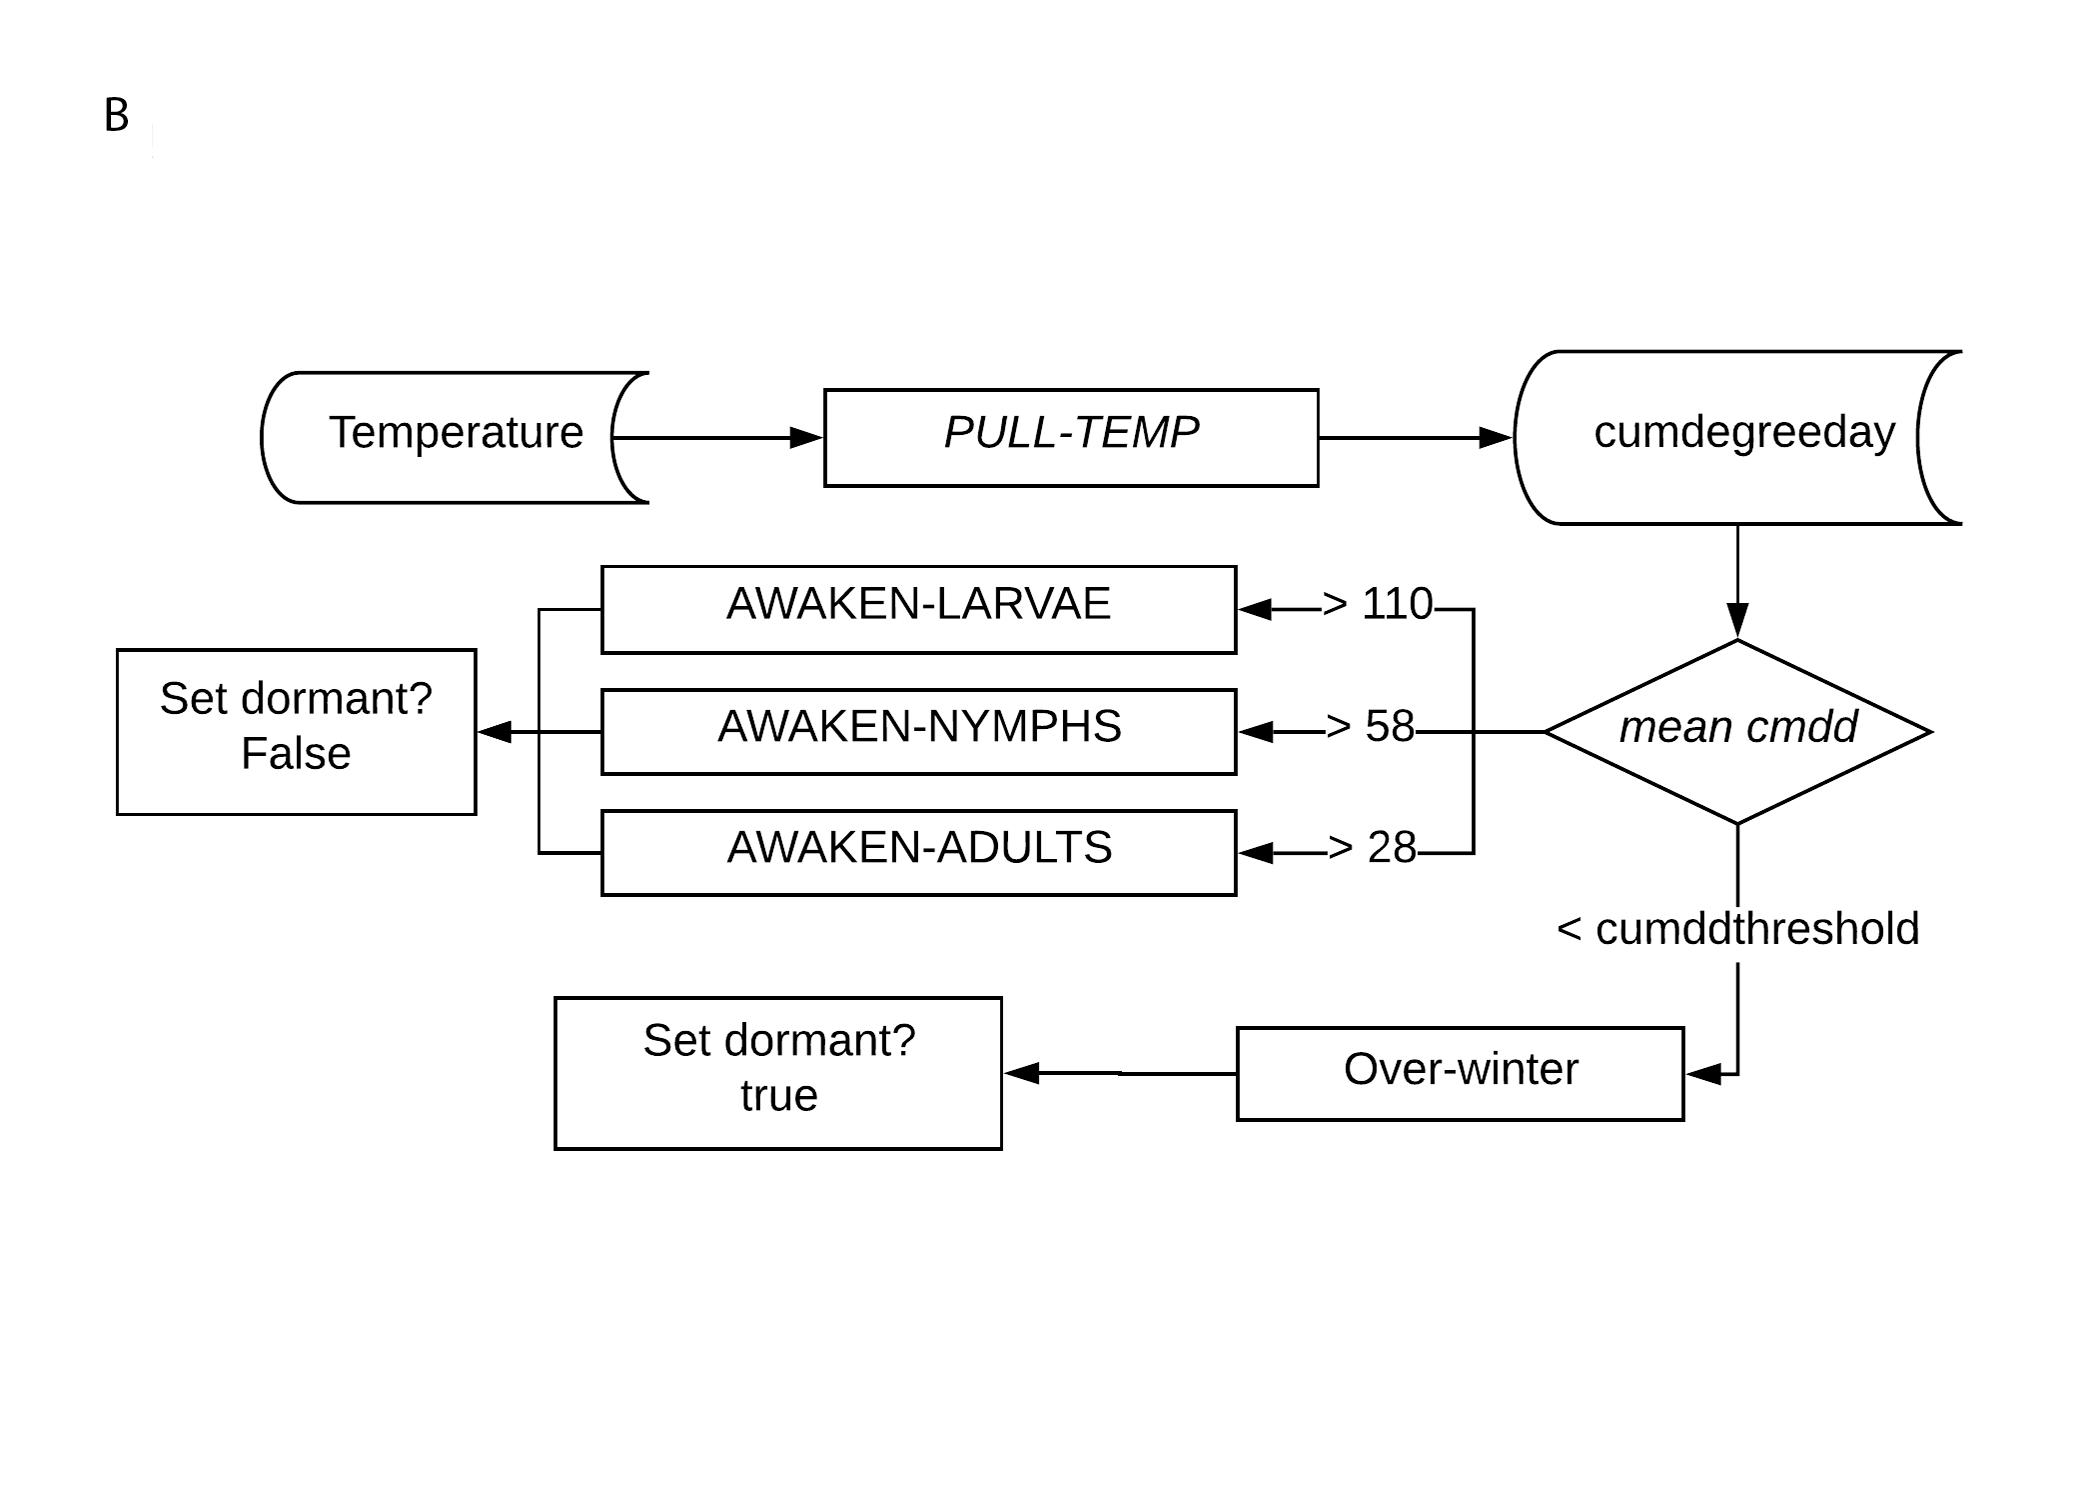 B
Temperature
PULL-TEMP
cumdegreeday
AWAKEN-LARVAE
> 110
Set dormant?
False
AWAKEN-NYMPHS
> 58
mean cmdd
AWAKEN-ADULTS
> 28
< cumddthreshold
Set dormant?
true
Over-winter